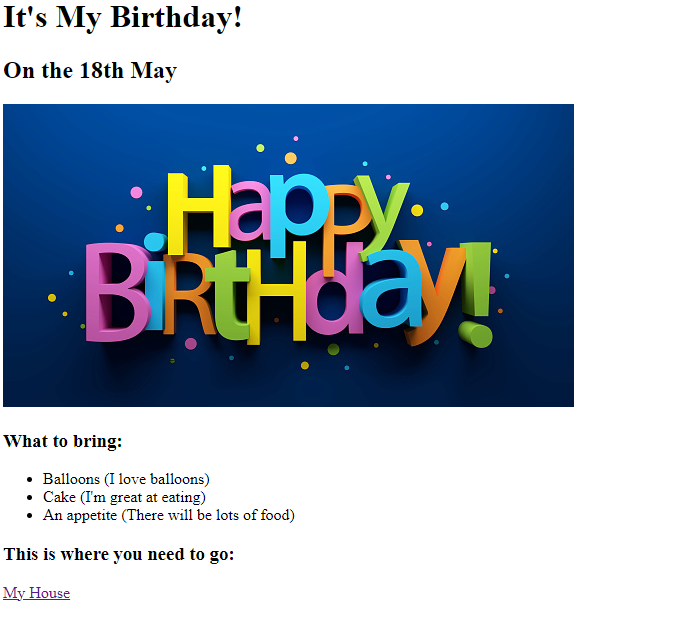 It's My Birthday!
On the 18th May
Happy
BirtHday!
What to bring:
Balloons (I love balloons)
Cake (I'm great at eating)
An appetite (There will be lots of food)
This is where you need to go:
My House